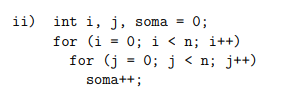 ii) int i, j, soma = 0;
for (i = 0; i < n; i++)
for (j = 0; j < n; j++)
soma++;